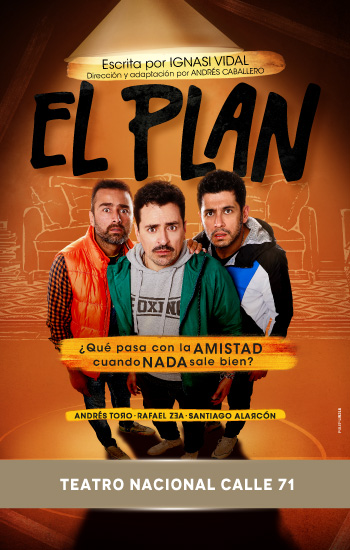 Escrita por IGNASI VIDAL
Dirección y adaptación por ANDRÉS CABALLERO
EL PLAN
OXING
¿Qué pasa con la AMISTAD
cuando NADA sale bien?
ANDRÉS TORO · RAFAEL ZEA · SANTIAGO ALARCÓN
TEATRO NACIONAL CALLE 71